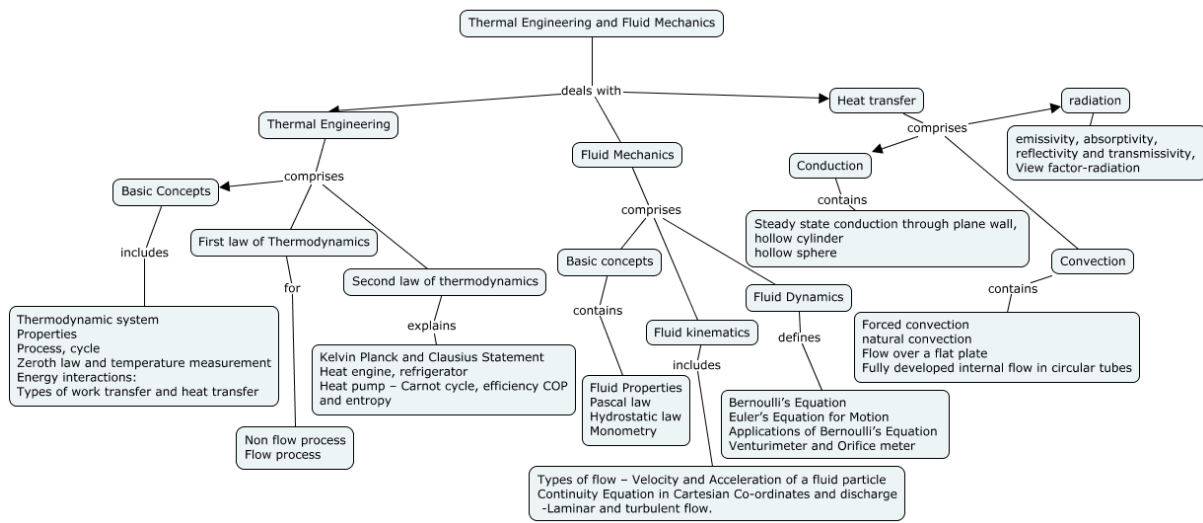 Thermal Engineering and Fluid Mechanics
deals with
Thermal Engineering
comprises
Basic Concepts
includes
Thermodynamic system
Properties
Process, cycle
Zeroth law and temperature measurement
Energy interactions:
Types of work transfer and heat transfer
First law of Thermodynamics
for
Non flow process
Flow process
Second law of thermodynamics
explains
Kelvin Planck and Clausius Statement
Heat engine, refrigerator
Heat pump – Carnot cycle, efficiency COP
and entropy
Fluid Mechanics
comprises
Basic concepts
contains
Fluid Properties
Pascal law
Hydrostatic law
Monometry
Fluid kinematics
includes
Types of flow – Velocity and Acceleration of a fluid particle
Continuity Equation in Cartesian Co-ordinates and discharge
-Laminar and turbulent flow.
Fluid Dynamics
defines
Bernoulli's Equation
Euler's Equation for Motion
Applications of Bernoulli's Equation
Venturimeter and Orifice meter
Heat transfer
comprises
Conduction
contains
Steady state conduction through plane wall,
hollow cylinder
hollow sphere
radiation
emissivity, absorptivity,
reflectivity and transmissivity,
View factor-radiation
Convection
contains
Forced convection
natural convection
Flow over a flat plate
Fully developed internal flow in circular tubes